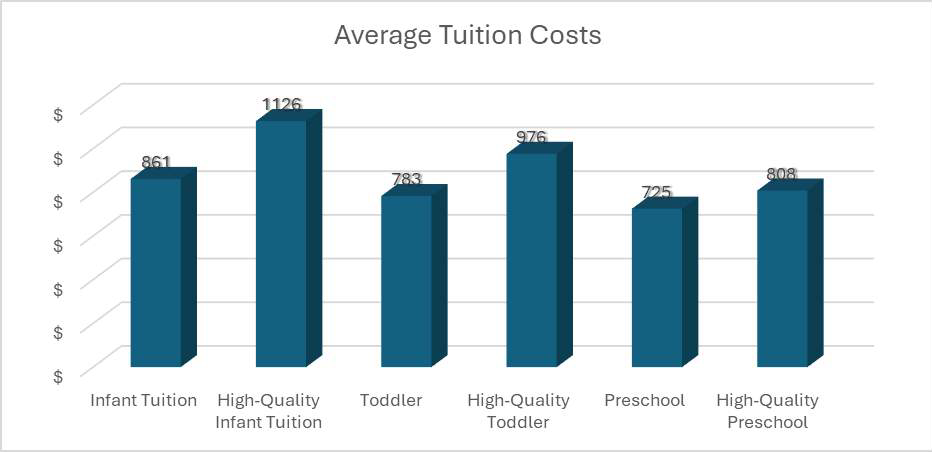 Average Tuition Costs
$
$
$
$
$
$
$
861
1126
783
976
725
808
Infant Tuition
High-Quality
Infant Tuition
Toddler
High-Quality
Toddler
Preschool
High-Quality
Preschool